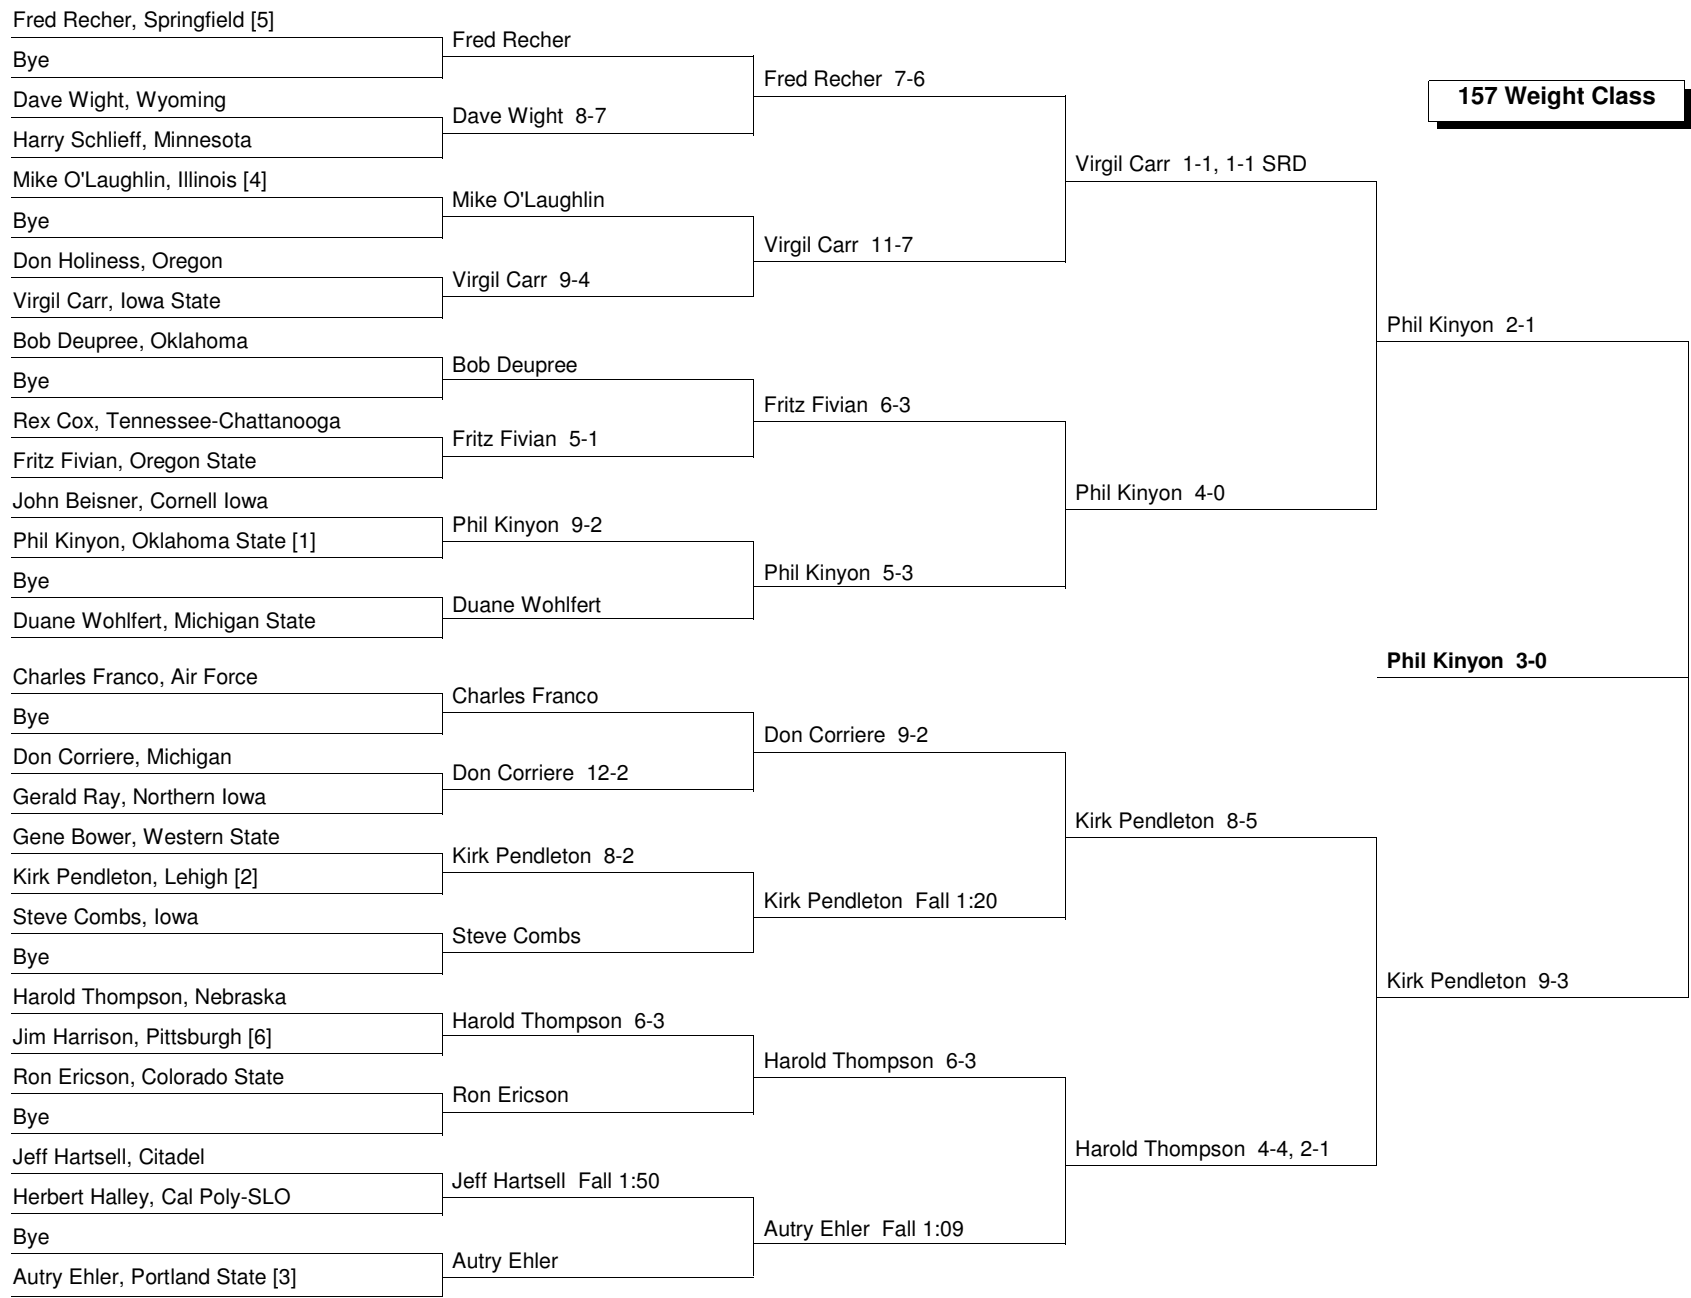 Fred Recher, Springfield [5]
Bye
Dave Wight, Wyoming
Harry Schlieff, Minnesota
Mike O'Laughlin, Illinois [4]
Bye
Don Holiness, Oregon
Virgil Carr, Iowa State
Bob Deupree, Oklahoma
Bye
Rex Cox, Tennessee-Chattanooga
Fritz Fivian, Oregon State
John Beisner, Cornell Iowa
Phil Kinyon, Oklahoma State [1]
Bye
Duane Wohlfert, Michigan State
Charles Franco, Air Force
Bye
Don Corriere, Michigan
Gerald Ray, Northern Iowa
Gene Bower, Western State
Kirk Pendleton, Lehigh [2]
Steve Combs, Iowa
Bye
Harold Thompson, Nebraska
Jim Harrison, Pittsburgh [6]
Ron Ericson, Colorado State
Bye
Jeff Hartsell, Citadel
Herbert Halley, Cal Poly-SLO
Bye
Autry Ehler, Portland State [3]
Fred Recher
Dave Wight 8-7
Mike O'Laughlin
Virgil Carr 9-4
Bob Deupree
Fritz Fivian 5-1
Phil Kinyon 9-2
Duane Wohlfert
Charles Franco
Don Corriere 12-2
Kirk Pendleton 8-2
Steve Combs
Harold Thompson 6-3
Ron Ericson
Jeff Hartsell Fall 1:50
Autry Ehler
Fred Recher 7-6
Virgil Carr 11-7
Fritz Fivian 6-3
Phil Kinyon 5-3
Don Corriere 9-2
Kirk Pendleton Fall 1:20
Harold Thompson 6-3
Autry Ehler Fall 1:09
Virgil Carr 1-1, 1-1 SRD
Phil Kinyon 4-0
Kirk Pendleton 8-5
Harold Thompson 4-4, 2-1
157 Weight Class
Phil Kinyon 2-1
Phil Kinyon 3-0
Kirk Pendleton 9-3